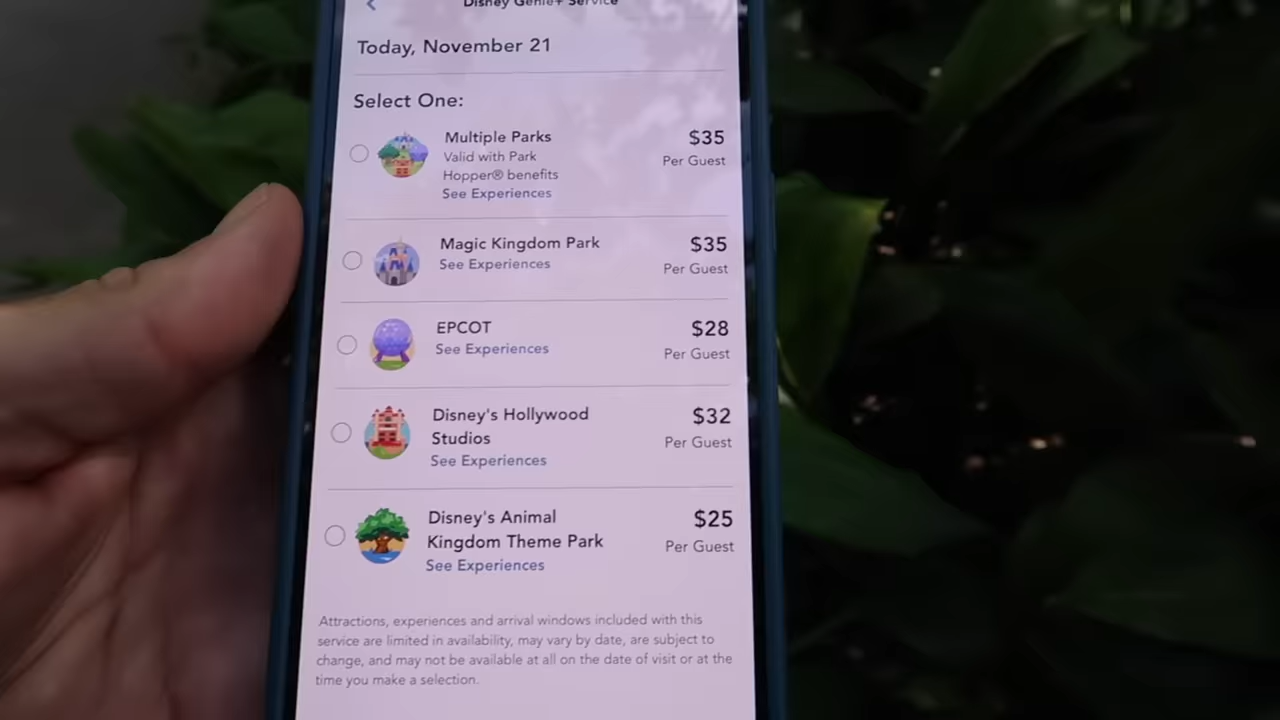 Disney Genie+ Service
Today, November 21
Select One:
Multiple Parks
$35
Valid with Park
Per Guest
Hopper® benefits
See Experiences
Magic Kingdom Park
$35
See Experiences
Per Guest
EPCOT
$28
See Experiences
Per Guest
Disney's Hollywood
$32
Studios
Per Guest
See Experiences
Disney's Animal
$25
Kingdom Theme Park
Per Guest
See Experiences
Attractions, experiences and arrival windows included with this
service are limited in availability, may vary by date, are subject to
change, and may not be available at all on the date of visit or at the
time you make a selection.